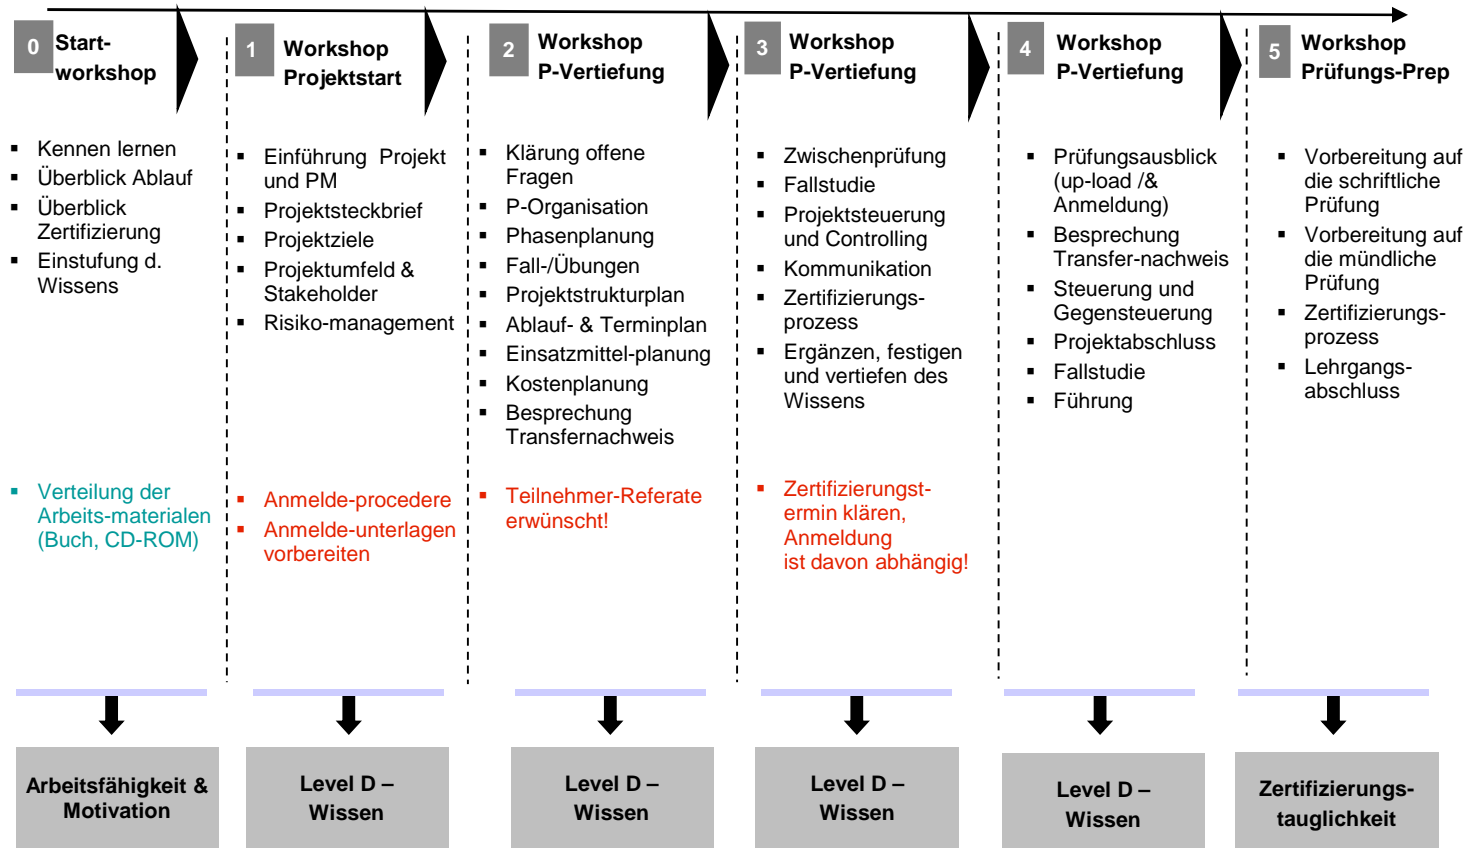 0
Start-
workshop
Kennen lernen
Überblick Ablauf
Überblick
Zertifizierung
Einstufung d.
Wissens
Verteilung der
Arbeits-materialen
(Buch, CD-ROM)
Arbeitsfähigkeit &
Motivation
1
Workshop
Projektstart
Einführung Projekt
und PM
Projektsteckbrief
Projektziele
Projektumfeld &
Stakeholder
Risiko-management
Anmelde-procedere
Anmelde-unterlagen
vorbereiten
Level D –
Wissen
2
Workshop
P-Vertiefung
Klärung offene
Fragen
P-Organisation
Phasenplanung
Fall-/Übungen
Projektstrukturplan
Ablauf- & Terminplan
Einsatzmittel-planung
Kostenplanung
Besprechung
Transfernachweis
Teilnehmer-Referate
erwünscht!
Level D –
Wissen
3
Workshop
P-Vertiefung
Zwischenprüfung
Fallstudie
Projektsteuerung
und Controlling
Kommunikation
Zertifizierungs-
prozess
Ergänzen, festigen
und vertiefen des
Wissens
Zertifizierungst-
ermin klären,
Anmeldung
ist davon abhängig!
Level D –
Wissen
4
Workshop
P-Vertiefung
Prüfungsausblick
(up-load /&
Anmeldung)
Besprechung
Transfer-nachweis
Steuerung und
Gegensteuerung
Projektabschluss
Fallstudie
Führung
Level D –
Wissen
5
Workshop
Prüfungs-Prep
Vorbereitung auf
die schriftliche
Prüfung
Vorbereitung auf
die mündliche
Prüfung
Zertifizierungs-
prozess
Lehrgangs-
abschluss
Zertifizierungs-
tauglichkeit